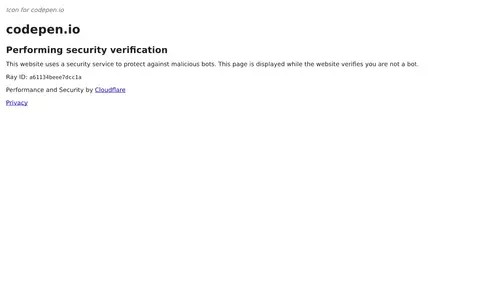 Icon for codepen.io
codepen.io
Performing security verification
This website uses a security service to protect against malicious bots. This page is displayed while the website verifies you are not a bot.
Ray ID: a61134beee7dcc1a
Performance and Security by Cloudflare
Privacy